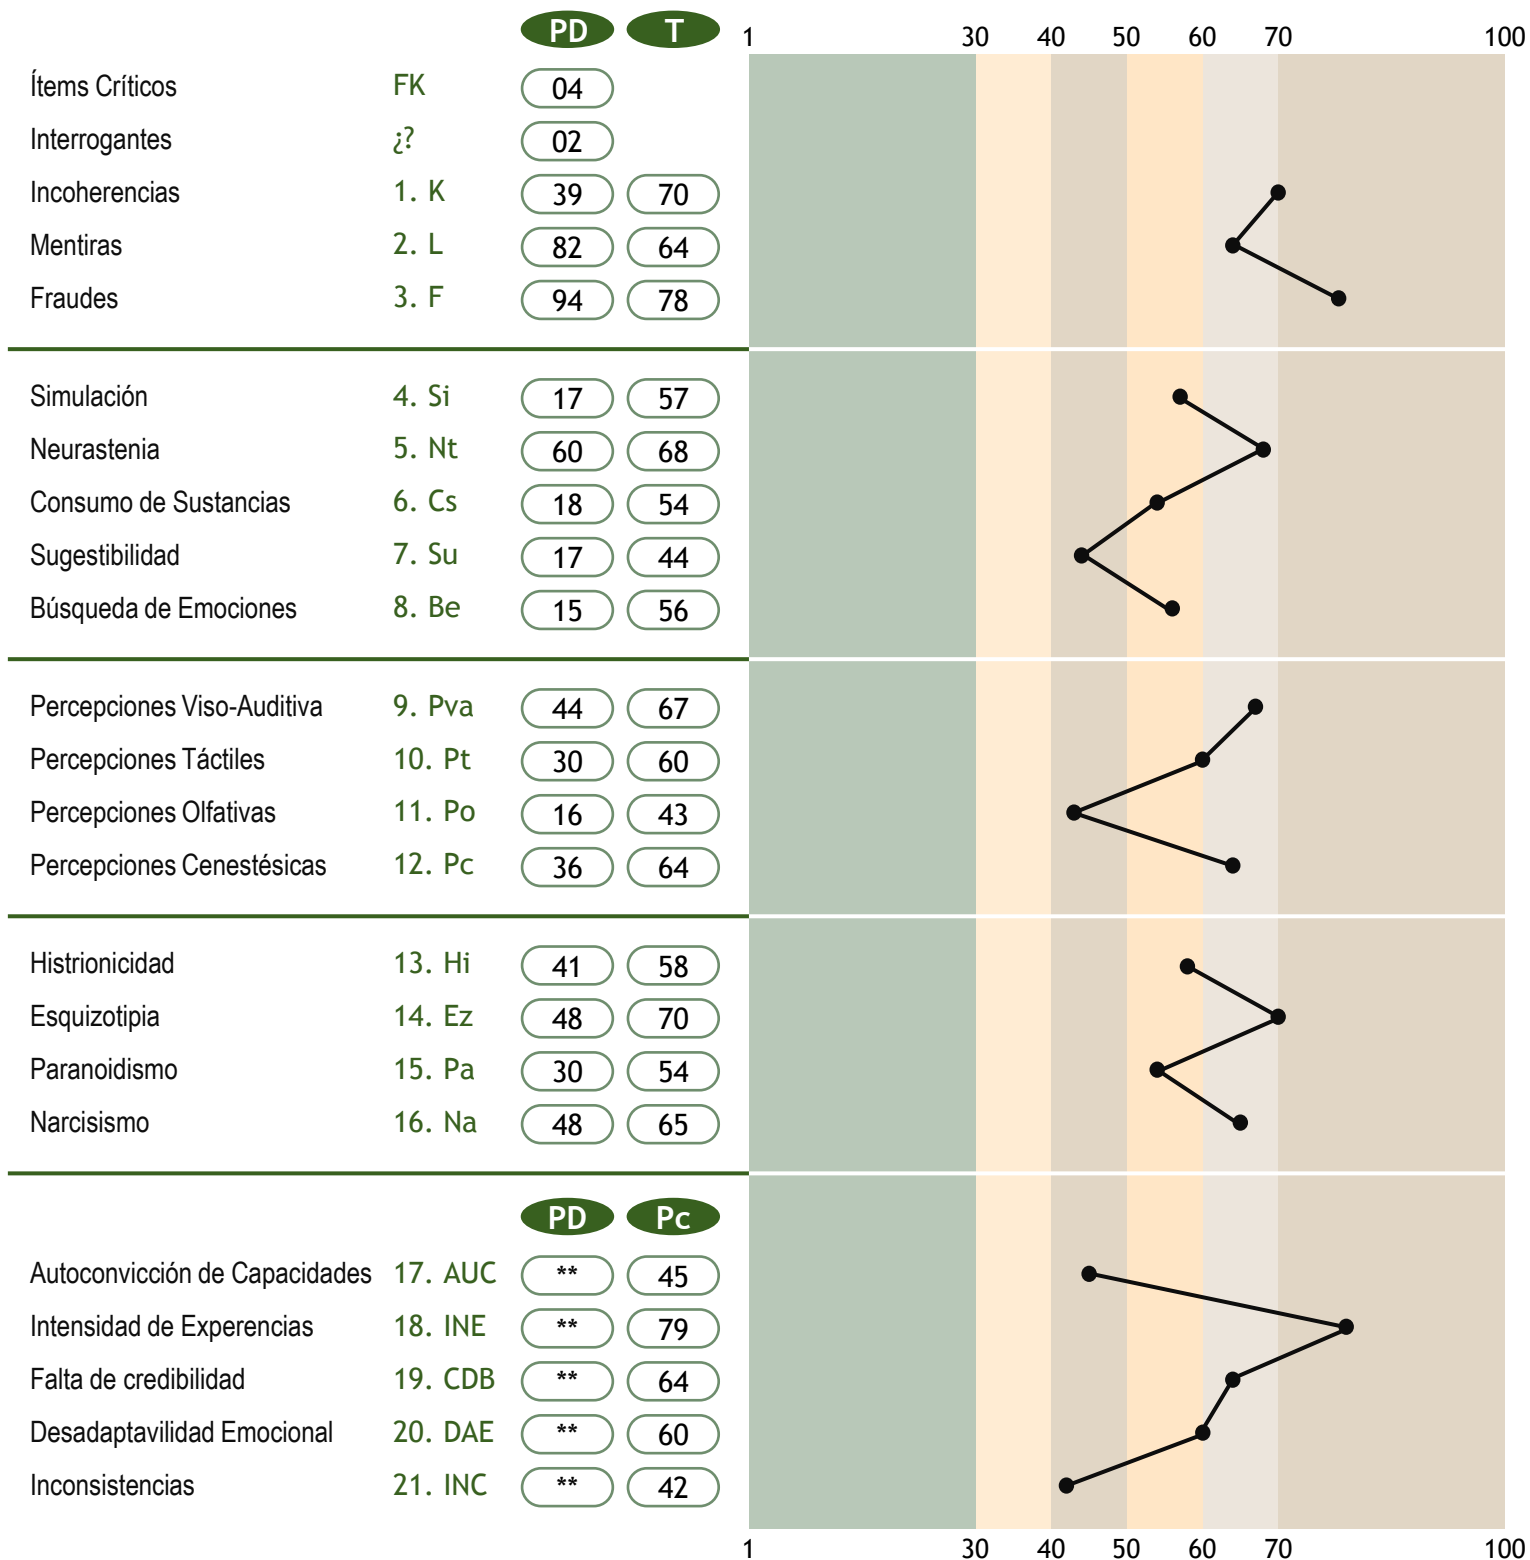 PD T 1 30 40 50 60 70 100
Ítems Críticos FK 04
Interrogantes ¿? 02
Incoherencias 1. K 39 70
Mentiras 2. L 82 64
Fraudes 3. F 94 78
Simulación 4. Si 17 57
Neurastenia 5. Nt 60 68
Consumo de Sustancias 6. Cs 18 54
Sugestibilidad 7. Su 17 44
Búsqueda de Emociones 8. Be 15 56
Percepciones Viso-Auditiva 9. Pva 44 67
Percepciones Táctiles 10. Pt 30 60
Percepciones Olfativas 11. Po 16 43
Percepciones Cenestésicas 12. Pc 36 64
Histrionicidad 13. Hi 41 58
Esquizotipia 14. Ez 48 70
Paranoidismo 15. Pa 30 54
Narcisismo 16. Na 48 65
PD Pc
Autoconvicción de Capacidades 17. AUC ** 45
Intensidad de Experencias 18. INE ** 79
Falta de credibilidad 19. CDB ** 64
Desadaptavilidad Emocional 20. DAE ** 60
Inconsistencias 21. INC ** 42
1 30 40 50 60 70 100